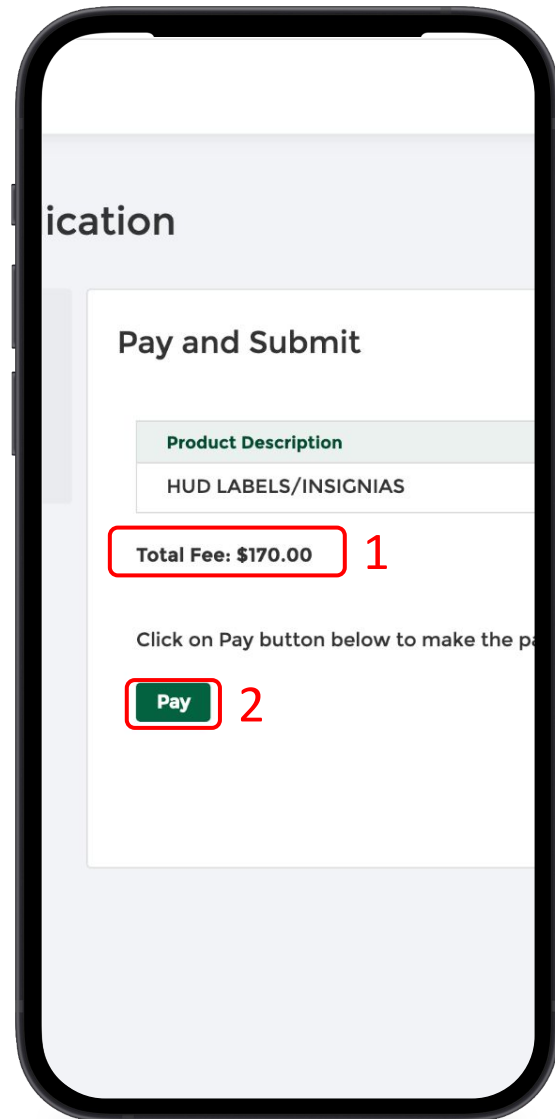 ication
Pay and Submit
Product Description
HUD LABELS/INSIGNIAS
Total Fee: $170.00 1
Click on Pay button below to make the
Pay 2